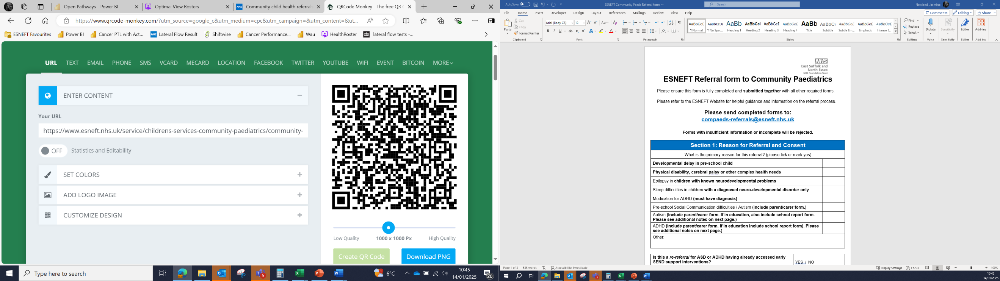 Open Pathways - Power BI
Optima: View Rosters
Community child health referrals
QRCode Monkey - The free QR C
https://www.qrcode-monkey.com/?utm_source=google_c&utm_medium=cpc&utm_campaign=&utm_content=&ut...
ESNEFT Favourites
Power BI
Cancer PTL with Act...
Lateral Flow Result
Shiftwise
Cancer Performance...
Wau
HealthRoster
lateral flow tests -...
URL TEXT EMAIL PHONE SMS VCARD MECARD LOCATION FACEBOOK TWITTER YOUTUBE WIFI EVENT BITCOIN MORE
ENTER CONTENT
Your URL
https://www.esneft.nhs.uk/service/childrens-services-community-paediatrics/community-
OFF Statistics and Editability
SET COLORS
ADD LOGO IMAGE
CUSTOMIZE DESIGN
Low Quality 1000 x 1000 Px High Quality
Create QR Code Download PNG
Type here to search
6°C
10:45
14/01/2025
20
AutoSave Off
ESNEFT Community Paeds Referral form
Search
Newland, Jasmine
File Home Insert Developer Design Layout References Mailings Review View Help
Comments Editing Share
Paste
Cut
Copy
Format Painter
Arial (Body CS) 12
Normal
No Spac...
Heading 1
Heading 2
Heading 3
Heading 4
Title
Subtitle
Subtle Em...
Emphasis
Intense E...
Find
Replace
Select
Dictate
Sensitivity
Editor
Add-ins
Clipboard Font Paragraph Styles Editing Voice Sensitivity Editor Add-ins
NHS
East Suffolk and
North Essex
NHS Foundation Trust
ESNEFT Referral form to Community Paediatrics
Please ensure this form is fully completed and submitted together with all other required forms.
Please refer to the ESNEFT Website for helpful guidance and information on the referral process.
Please send completed forms to:
compaeds-referrals@esneft.nhs.uk
Forms with insufficient information or incomplete will be rejected.
Section 1: Reason for Referral and Consent
What is the primary reason for this referral? (please tick or mark yes)
Developmental delay in pre-school child
Physical disability, cerebral palsy or other complex health needs
Epilepsy in children with known neurodevelopmental problems
Sleep difficulties in children with a diagnosed neuro-developmental disorder only
Medication for ADHD (must have diagnosis)
Pre-school Social Communication difficulties / Autism (include parent/carer form.)
Autism (Include parent/carer form. If in education, also include school report form.
Please see additional notes on next page.)
ADHD (Include parent/carer form. If in education include school report form). Please
see additional notes on next page.)
Other:
Is this a re-referral for ASD or ADHD having already accessed early
SEND support interventions?
YES / NO
Page 1 of 3 535 words Accessibility: Investigate
Display Settings Focus 100%
10:45
14/01/2025